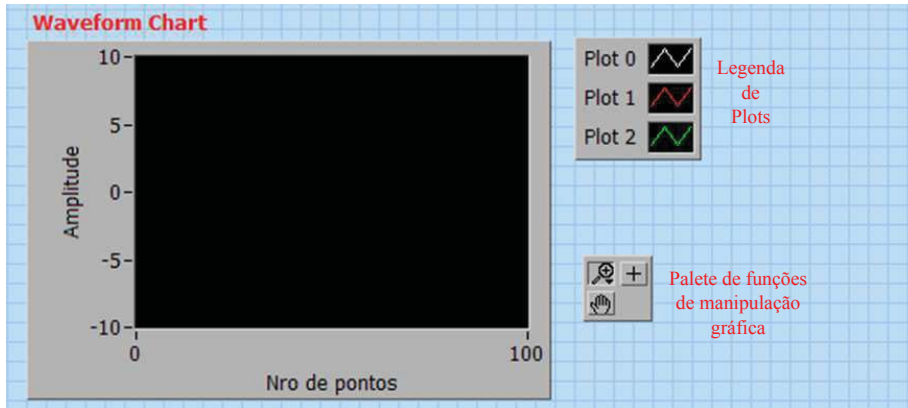 Waveform Chart
10
5
0
-5
-10
Amplitude
0
100
Nro de pontos
Plot 0
Plot 1
Plot 2
Legenda
de
Plots
Palete de funções
de manipulação
gráfica